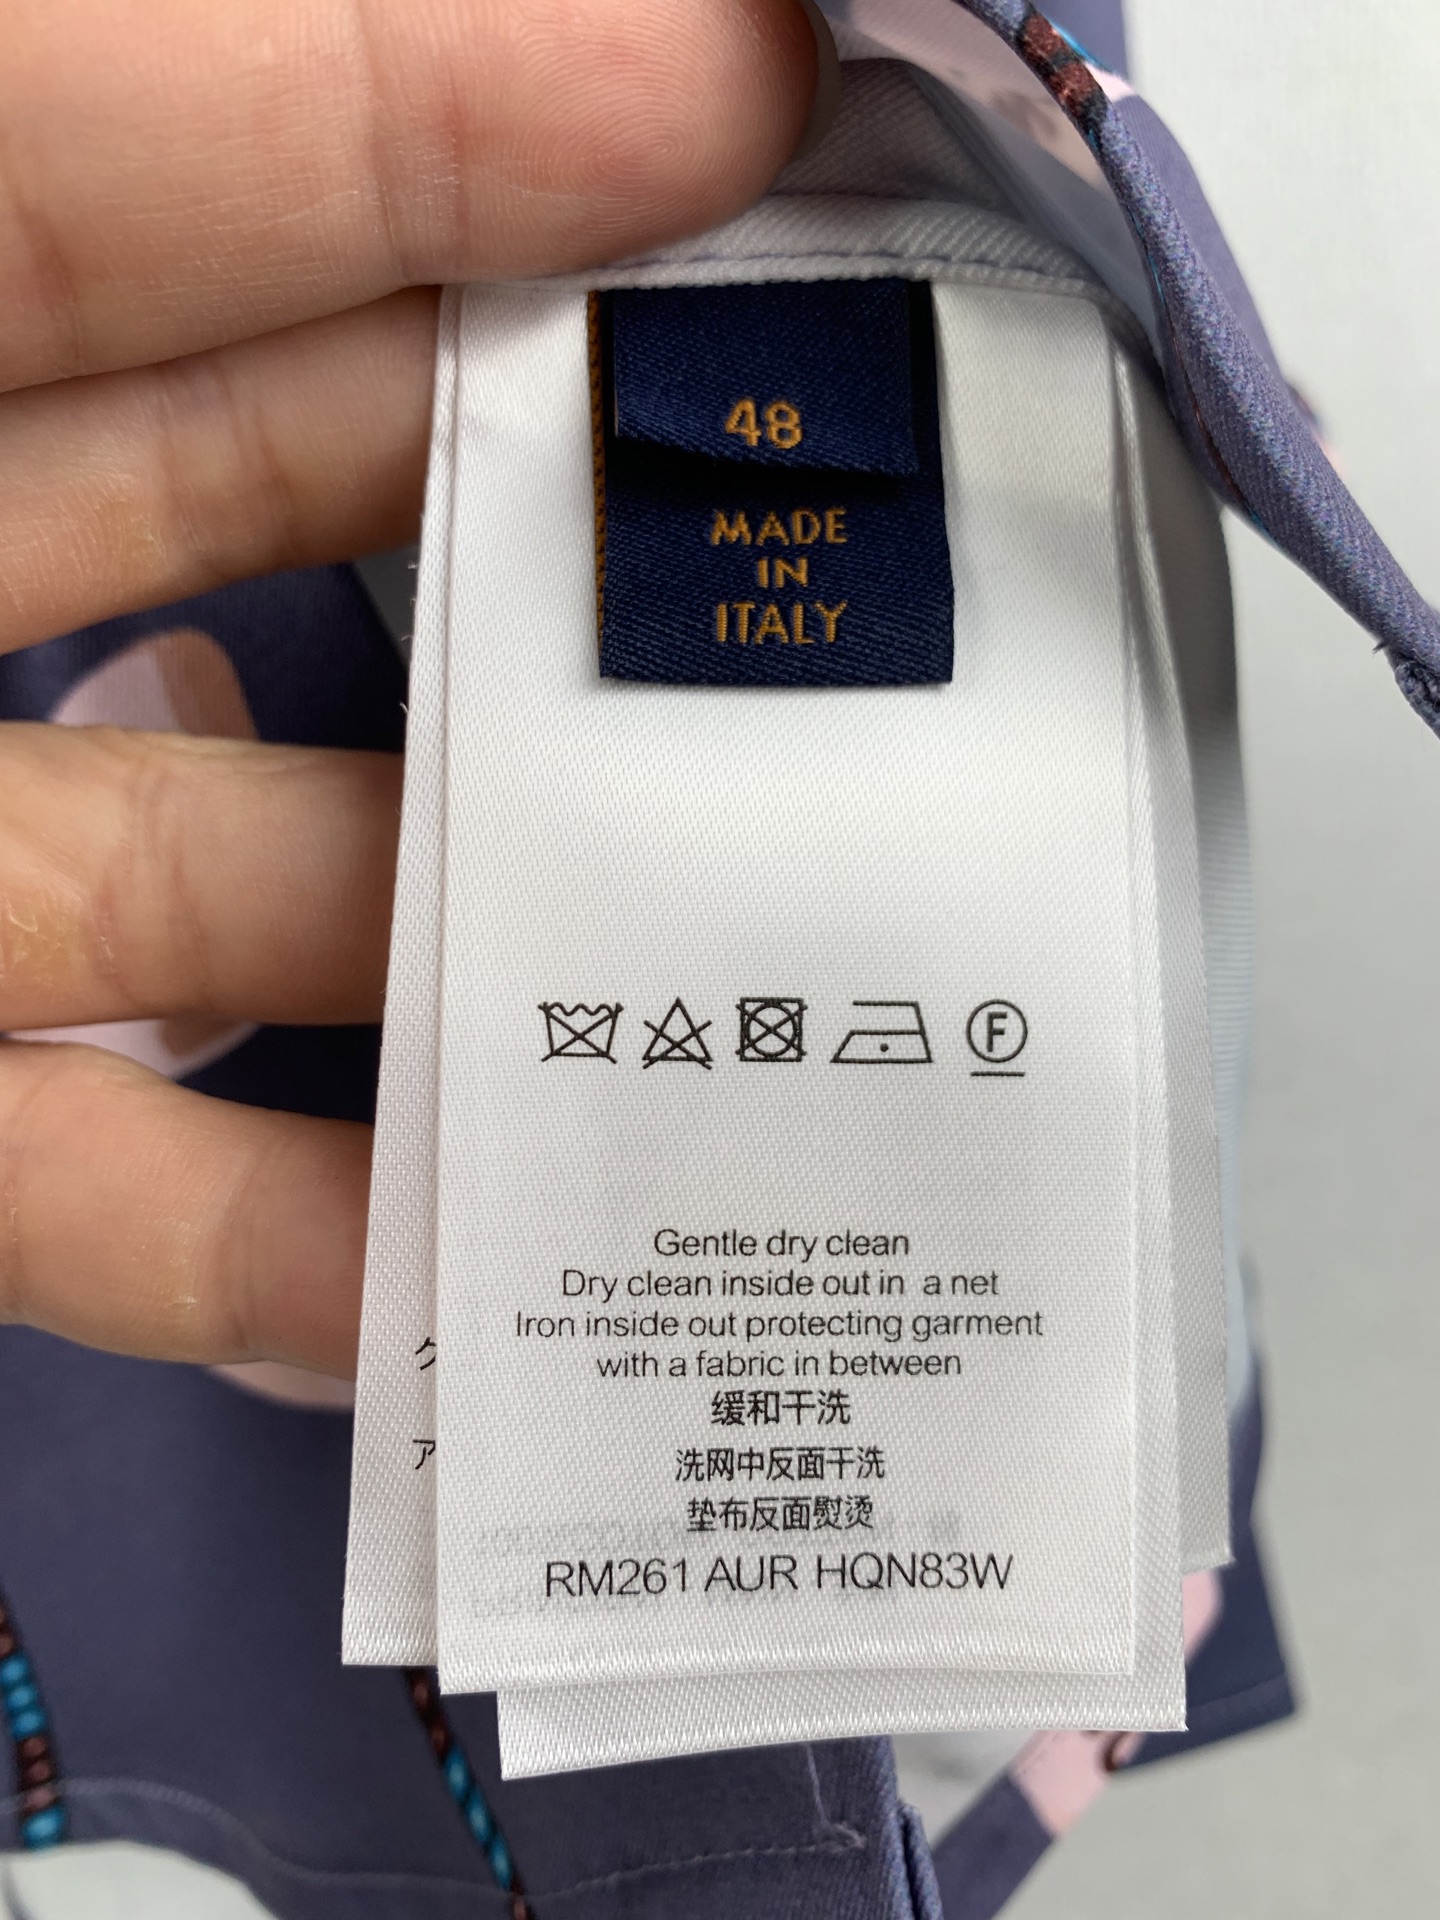 48
MADE
IN
ITALY
F
Gentle dry clean
Dry clean inside out in a net
Iron inside out protecting garment
with a fabric in between
缓和干洗
洗网中反面干洗
垫布反面熨烫
RM261 AUR HQN83W
ク
ア